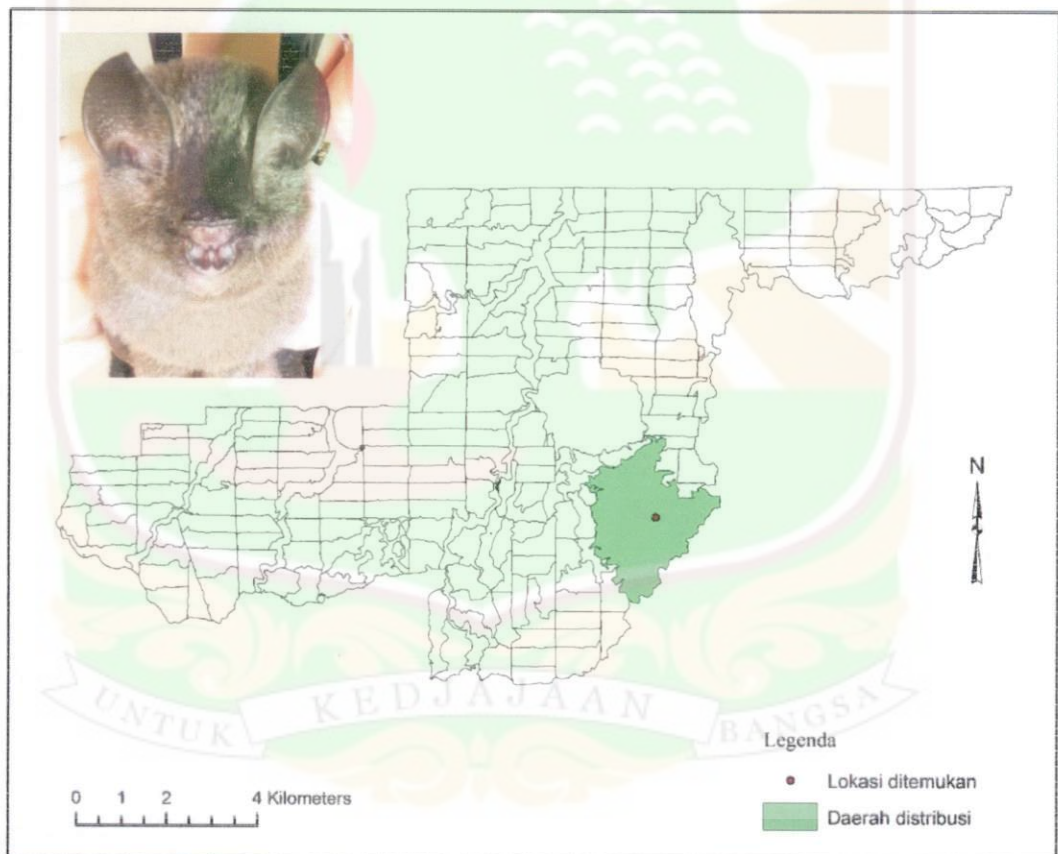 N
UNTUK KEDJAJAAN BANGSA
Legenda
Lokasi ditemukan
Daerah distribusi
0 1 2 4 Kilometers